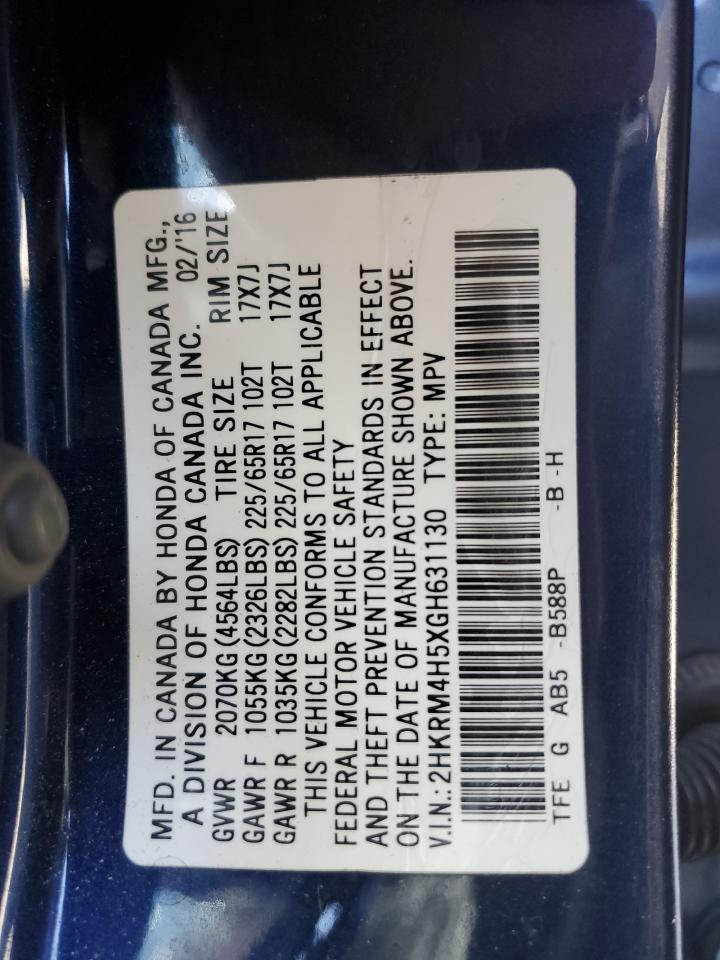 MFD. IN CANADA BY HONDA OF CANADA MFG.,
A DIVISION OF HONDA CANADA INC. 02/'16
GVWR 2070KG (4564LBS) TIRE SIZE RIM SIZE
GAWR F 1055KG (2326LBS) 225/65R17 102T 17X7J
GAWR R 1035KG (2282LBS) 225/65R17 102T 17X7J
THIS VEHICLE CONFORMS TO ALL APPLICABLE
FEDERAL MOTOR VEHICLE SAFETY
AND THEFT PREVENTION STANDARDS IN EFFECT
ON THE DATE OF MANUFACTURE SHOWN ABOVE.
V.I.N.: 2HKRM4H5XGH631130 TYPE: MPV
TFE G AB5 -B588P -B -H